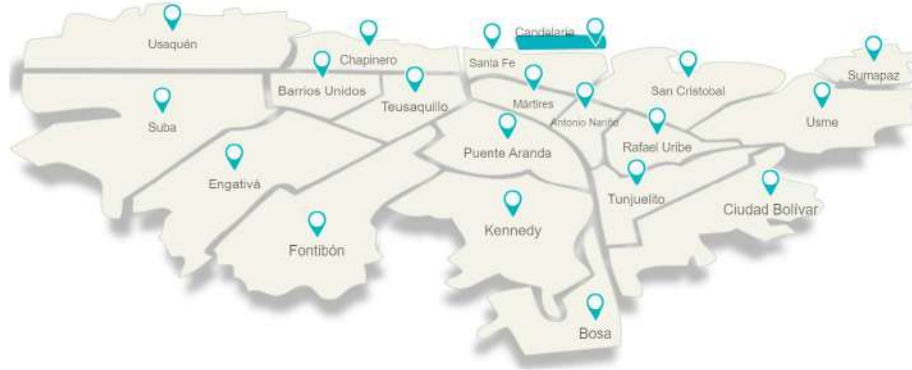 Candelaria
Usaquén
Chapinero
Santa Fe
Sumapaz
Barrios Unidos
San Cristobal
Teusaquillo
Mártires
Suba
Antonio Nariño
Usme
Puente Aranda
Rafael Uribe
Engativá
Tunjuelito
Ciudad Bolívar
Kennedy
Fontibón
Bosa